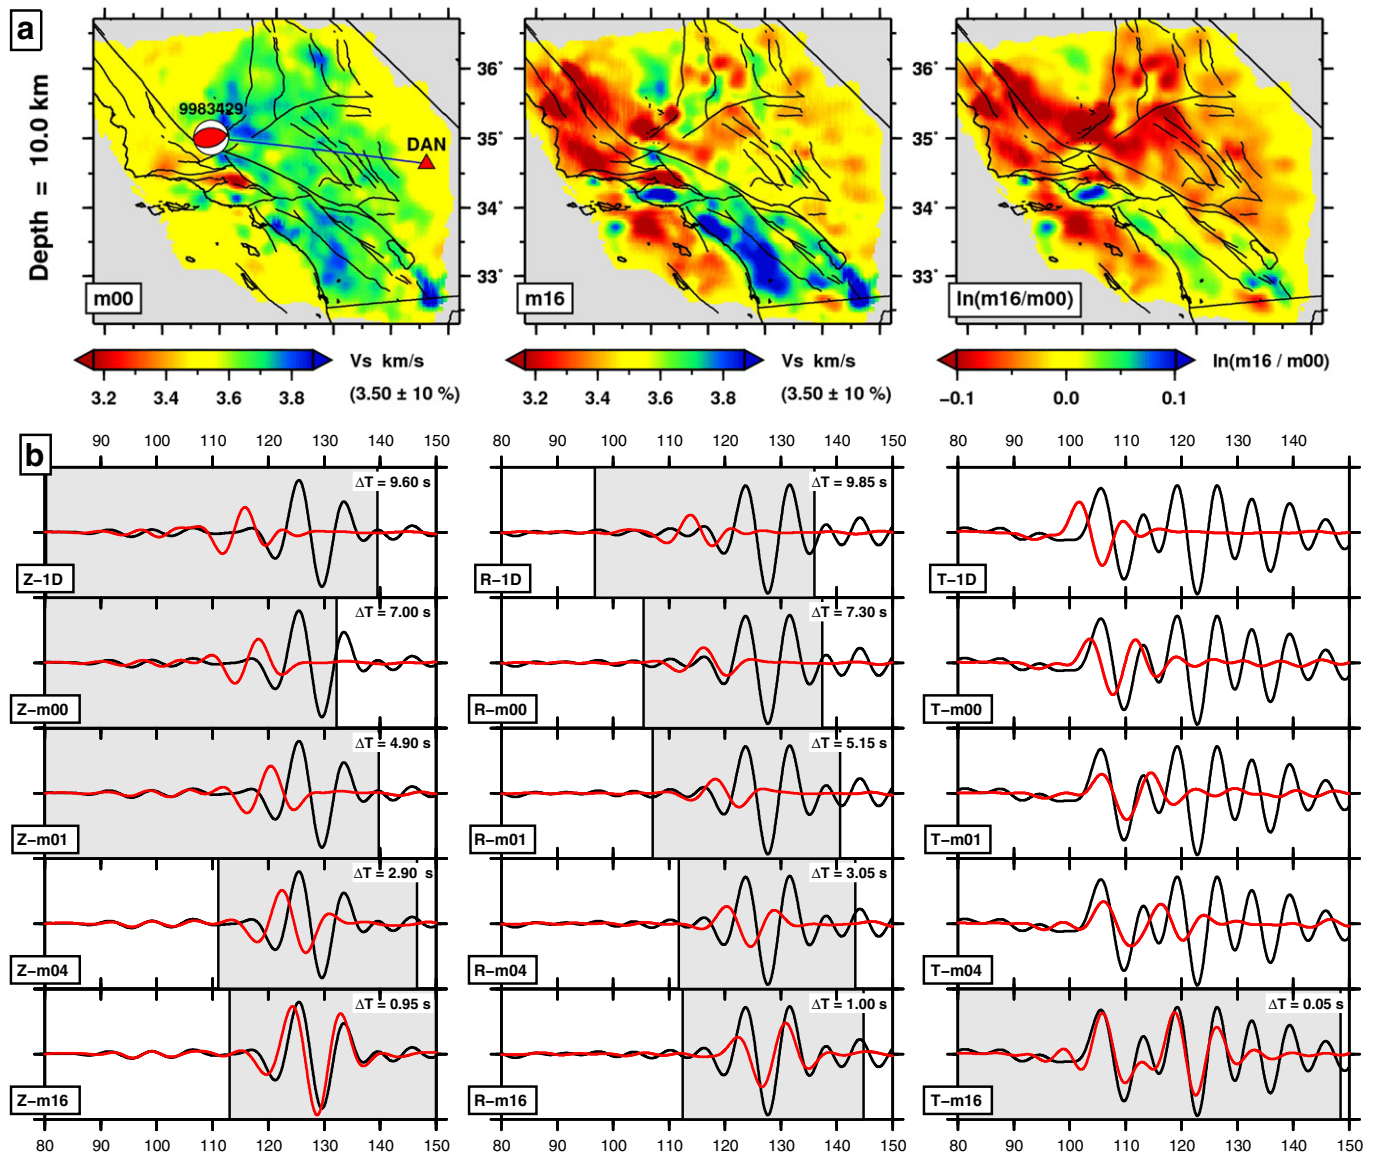 a
Depth = 10.0 km
9983429
DAN
m00
m16
ln(m16/m00)
36˚
35˚
34˚
33˚
36˚
35˚
34˚
33˚
3.2 3.4 3.6 3.8
Vs km/s
(3.50 ± 10 %)
3.2 3.4 3.6 3.8
Vs km/s
(3.50 ± 10 %)
−0.1 0.0 0.1
ln(m16 / m00)
b
90 100 110 120 130 140 150
80 90 100 110 120 130 140 150
80 90 100 110 120 130 140
ΔT = 9.60 s
Z−1D
ΔT = 9.85 s
R−1D
T−1D
ΔT = 7.00 s
Z−m00
ΔT = 7.30 s
R−m00
T−m00
ΔT = 4.90 s
Z−m01
ΔT = 5.15 s
R−m01
T−m01
ΔT = 2.90 s
Z−m04
ΔT = 3.05 s
R−m04
T−m04
ΔT = 0.95 s
Z−m16
ΔT = 1.00 s
R−m16
ΔT = 0.05 s
T−m16
80 90 100 110 120 130 140 150
80 90 100 110 120 130 140 150
80 90 100 110 120 130 140 150